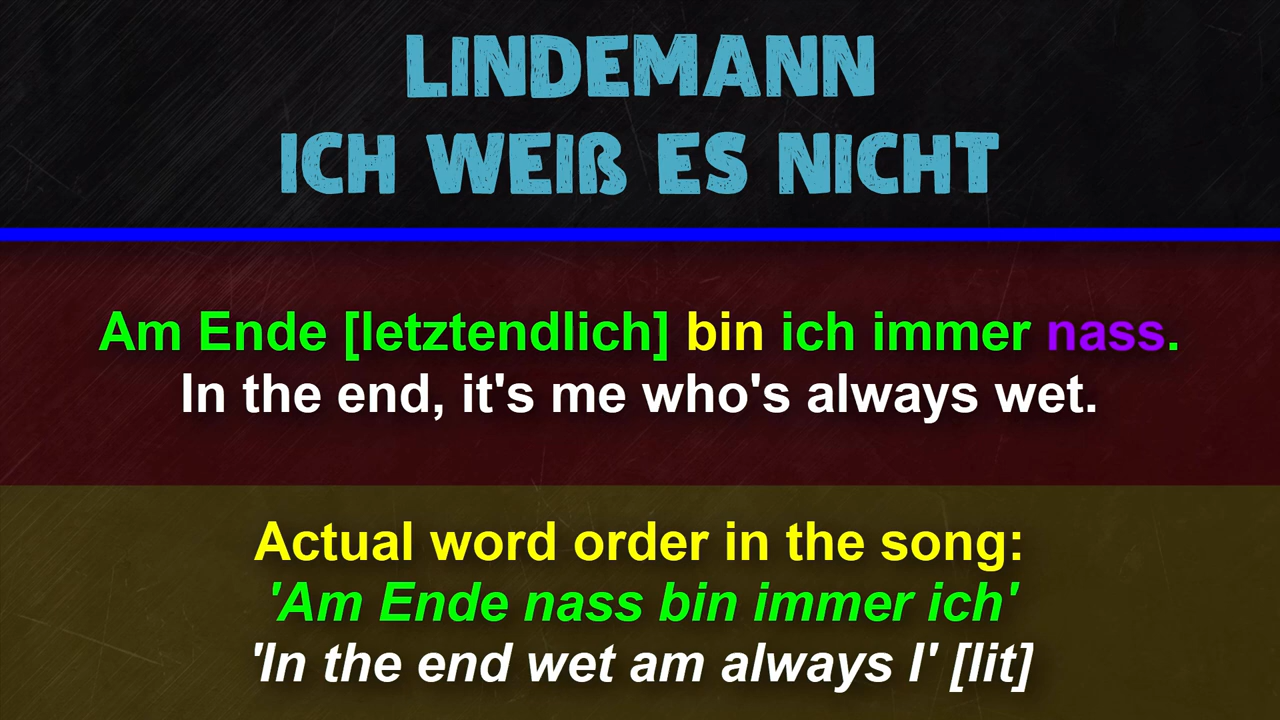 LINDEMANN
ICH WEIß ES NICHT
Am Ende [letztendlich] bin ich immer nass.
In the end, it's me who's always wet.
Actual word order in the song:
'Am Ende nass bin immer ich'
'In the end wet am always I' [lit]